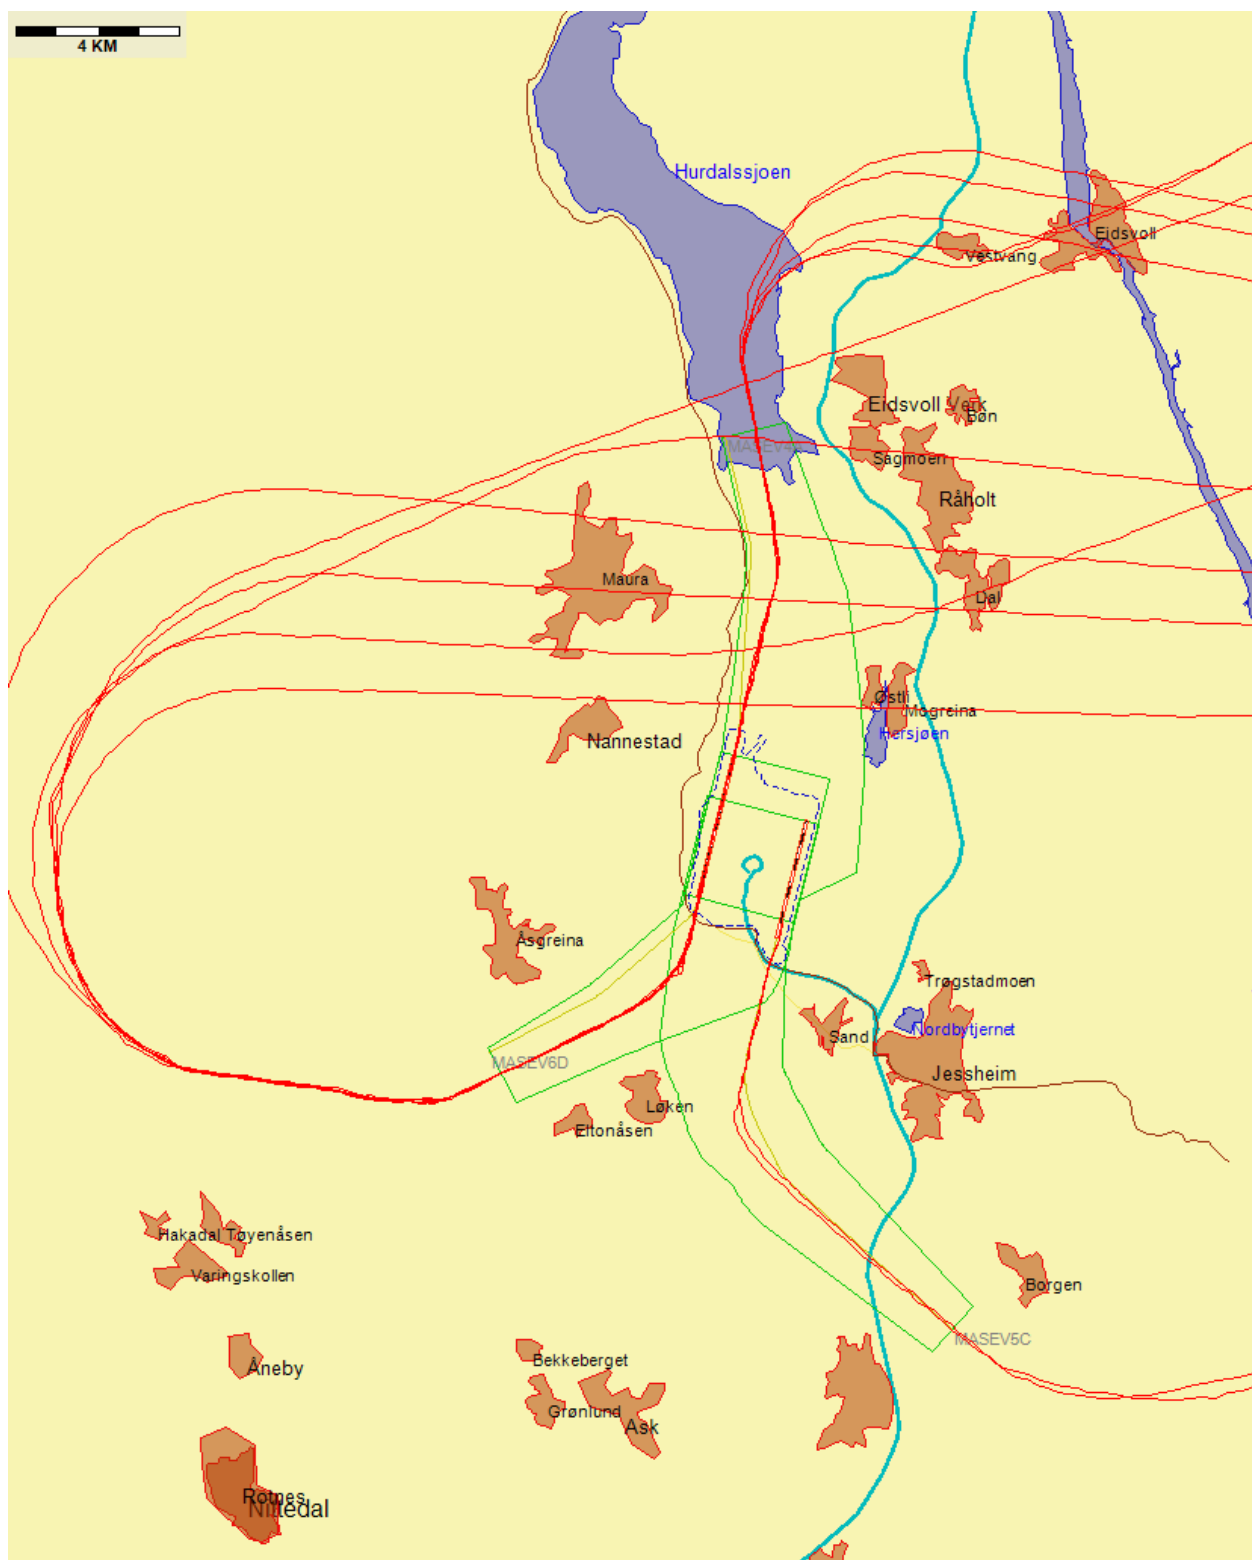 4 KM
Hurdalssjoen
Eidsvoll
Vestvang
Eidsvoll Verk
Bøn
MASEV4
Sagmoen
Råholt
Maura
Dal
Østli
Mogreina
Hersjøen
Nannestad
Åsgreina
Trøgstadmoen
Nordbytjernet
Sand
MASEV6D
Jessheim
Løken
Eltonåsen
Hakadal Tøyenåsen
Varingskollen
Borgen
MASEV5C
Åneby
Bekkeberget
Grønlund
Ask
Rotnes
Nittedal